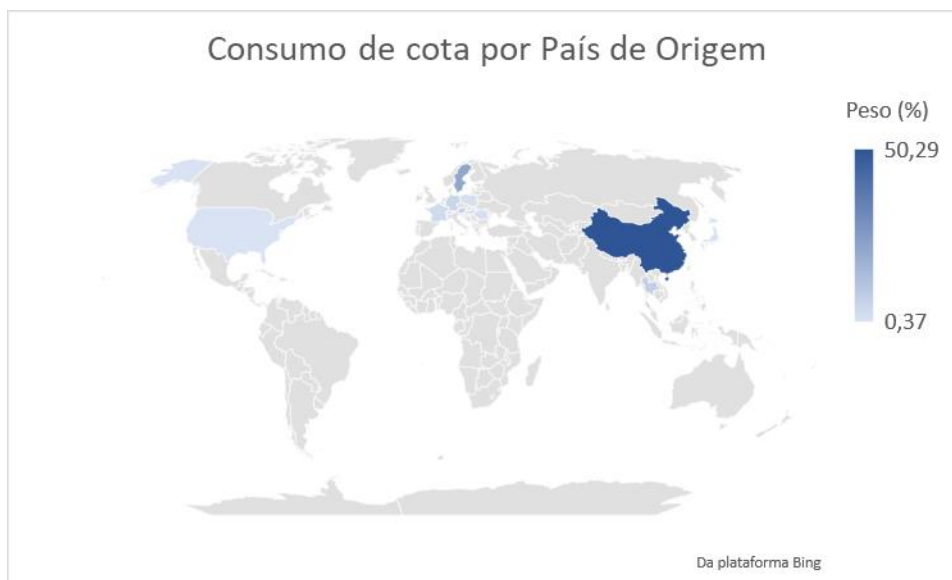 Consumo de cota por País de Origem
Peso (%)
50,29
0,37
Da plataforma Bing